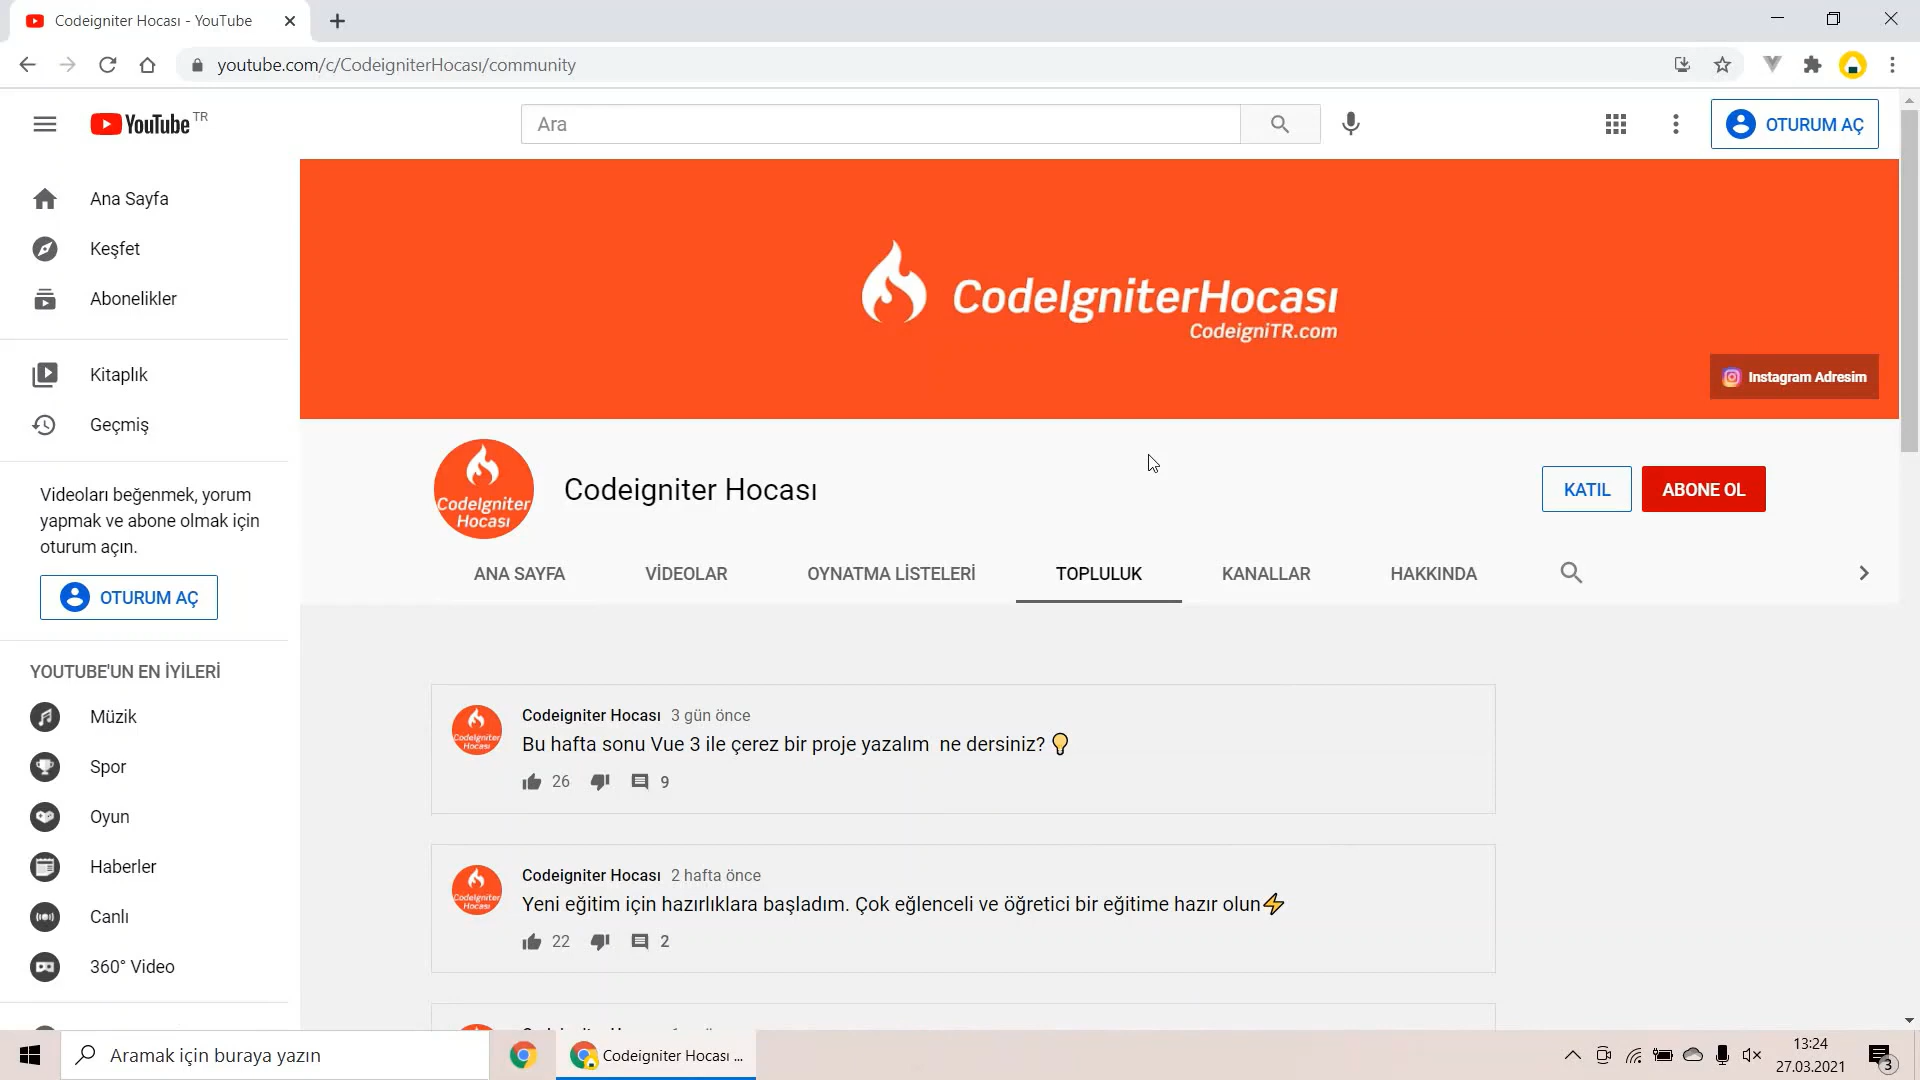 Codeigniter Hocası - YouTube
youtube.com/c/CodeigniterHocası/community
YouTube TR
Ara
OTURUM AÇ
Ana Sayfa
Keşfet
Abonelikler
Kitaplık
Geçmiş
Videoları beğenmek, yorum
yapmak ve abone olmak için
oturum açın.
OTURUM AÇ
YOUTUBE'UN EN İYİLERİ
Müzik
Spor
Oyun
Haberler
Canlı
360° Video
CodeIgniterHocası
CodeigniTR.com
Instagram Adresim
CodeIgniter
Hocası
Codeigniter Hocası
KATIL
ABONE OL
ANA SAYFA
VİDEOLAR
OYNATMA LİSTELERİ
TOPLULUK
KANALLAR
HAKKINDA
CodeIgniter
Hocası
Codeigniter Hocası 3 gün önce
Bu hafta sonu Vue 3 ile çerez bir proje yazalım ne dersiniz?
26
9
CodeIgniter
Hocası
Codeigniter Hocası 2 hafta önce
Yeni eğitim için hazırlıklara başladım. Çok eğlenceli ve öğretici bir eğitime hazır olun
22
2
Aramak için buraya yazın
Codeigniter Hocası ...
13:24
27.03.2021
3